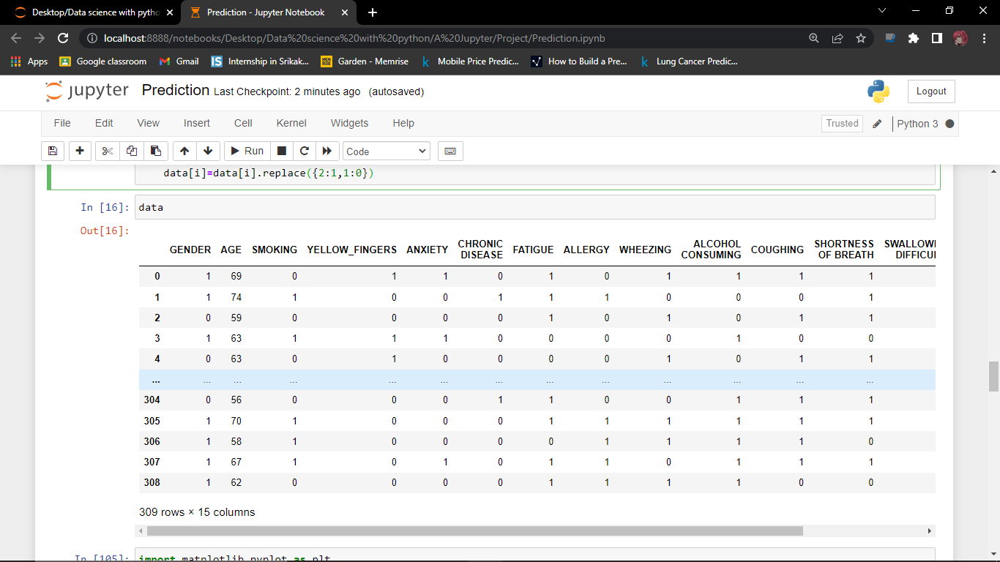 Desktop/Data science with pytho
Prediction - Jupyter Notebook
localhost:8888/notebooks/Desktop/Data%20science%20with%20python/A%20Jupyter/Project/Prediction.ipynb
Apps Google classroom Gmail Internship in Srikak... Garden - Memrise Mobile Price Predic... How to Build a Pre... Lung Cancer Predic...
jupyter Prediction Last Checkpoint: 2 minutes ago (autosaved) Logout
File Edit View Insert Cell Kernel Widgets Help Trusted Python 3
Run Code
data[i]=data[i].replace({2:1,1:0})
In [16]: data
Out[16]:
GENDER AGE SMOKING YELLOW_FINGERS ANXIETY CHRONIC DISEASE FATIGUE ALLERGY WHEEZING ALCOHOL CONSUMING COUGHING SHORTNESS OF BREATH SWALLOWI DIFFICUI
0 1 69 0 1 1 0 1 0 1 1 1 1
1 1 74 1 0 0 1 1 1 0 0 0 1
2 0 59 0 0 0 0 1 0 1 0 1 1
3 1 63 1 1 1 0 0 0 0 1 0 0
4 0 63 0 1 0 0 0 0 1 0 1 1
... ... ... ... ... ... ... ... ... ... ... ... ...
304 0 56 0 0 0 1 1 0 0 1 1 1
305 1 70 1 0 0 0 1 1 1 1 1 1
306 1 58 1 0 0 0 0 1 1 1 1 0
307 1 67 1 0 1 0 1 1 0 1 1 1
308 1 62 0 0 0 0 1 1 1 1 0 0
309 rows × 15 columns
In [105]: import matplotlib.pyplot as plt